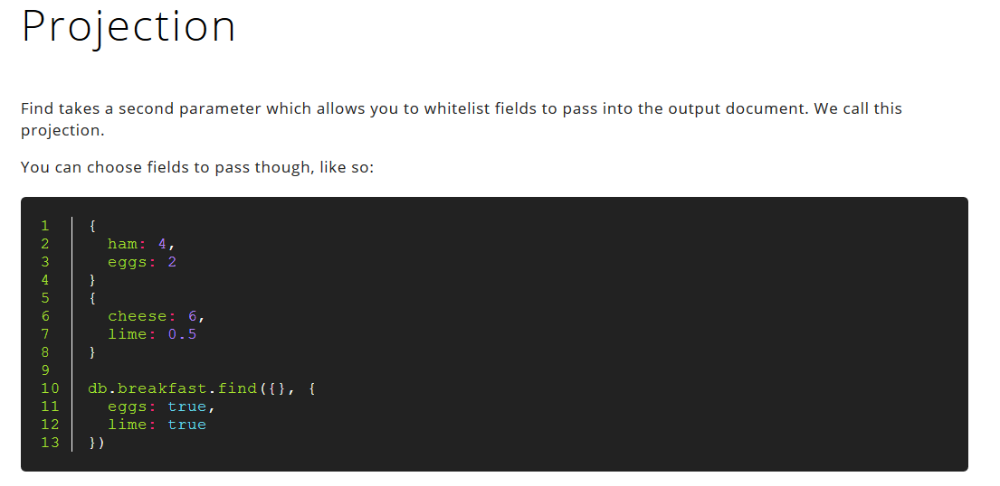 Projection
Find takes a second parameter which allows you to whitelist fields to pass into the output document. We call this
projection.
You can choose fields to pass though, like so:
1 {
2   ham: 4,
3   eggs: 2
4 }
5 {
6   cheese: 6,
7   lime: 0.5
8 }
9
10 db.breakfast.find({}, {
11   eggs: true,
12   lime: true
13 })